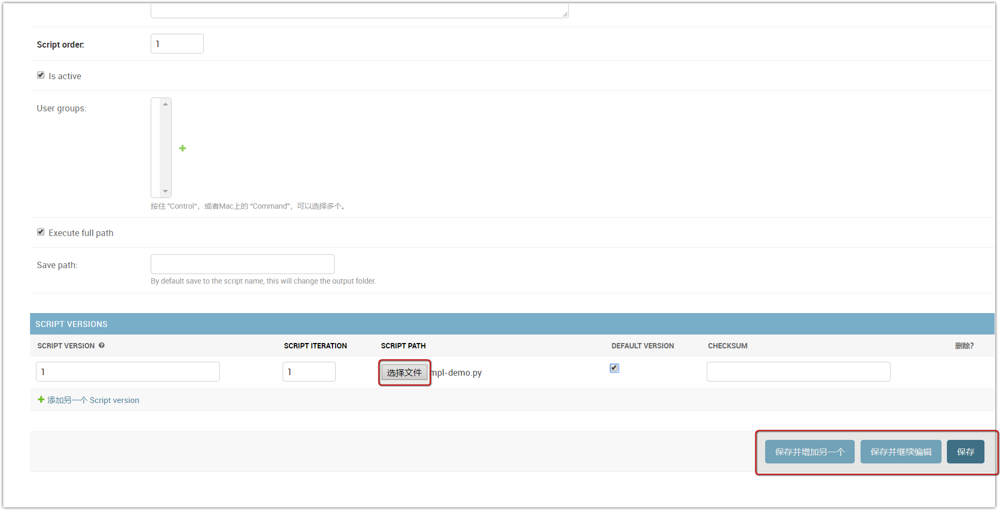 Script order:
1
Is active
User groups:
按住 "Control“，或者Mac上的 “Command”，可以选择多个。
Execute full path
Save path:
By default save to the script name, this will change the output folder.
SCRIPT VERSIONS
SCRIPT VERSION ? SCRIPT ITERATION SCRIPT PATH DEFAULT VERSION CHECKSUM 删除?
1 1 选择文件 mpl-demo.py
添加另一个 Script version
保存并增加另一个 保存并继续编辑 保存